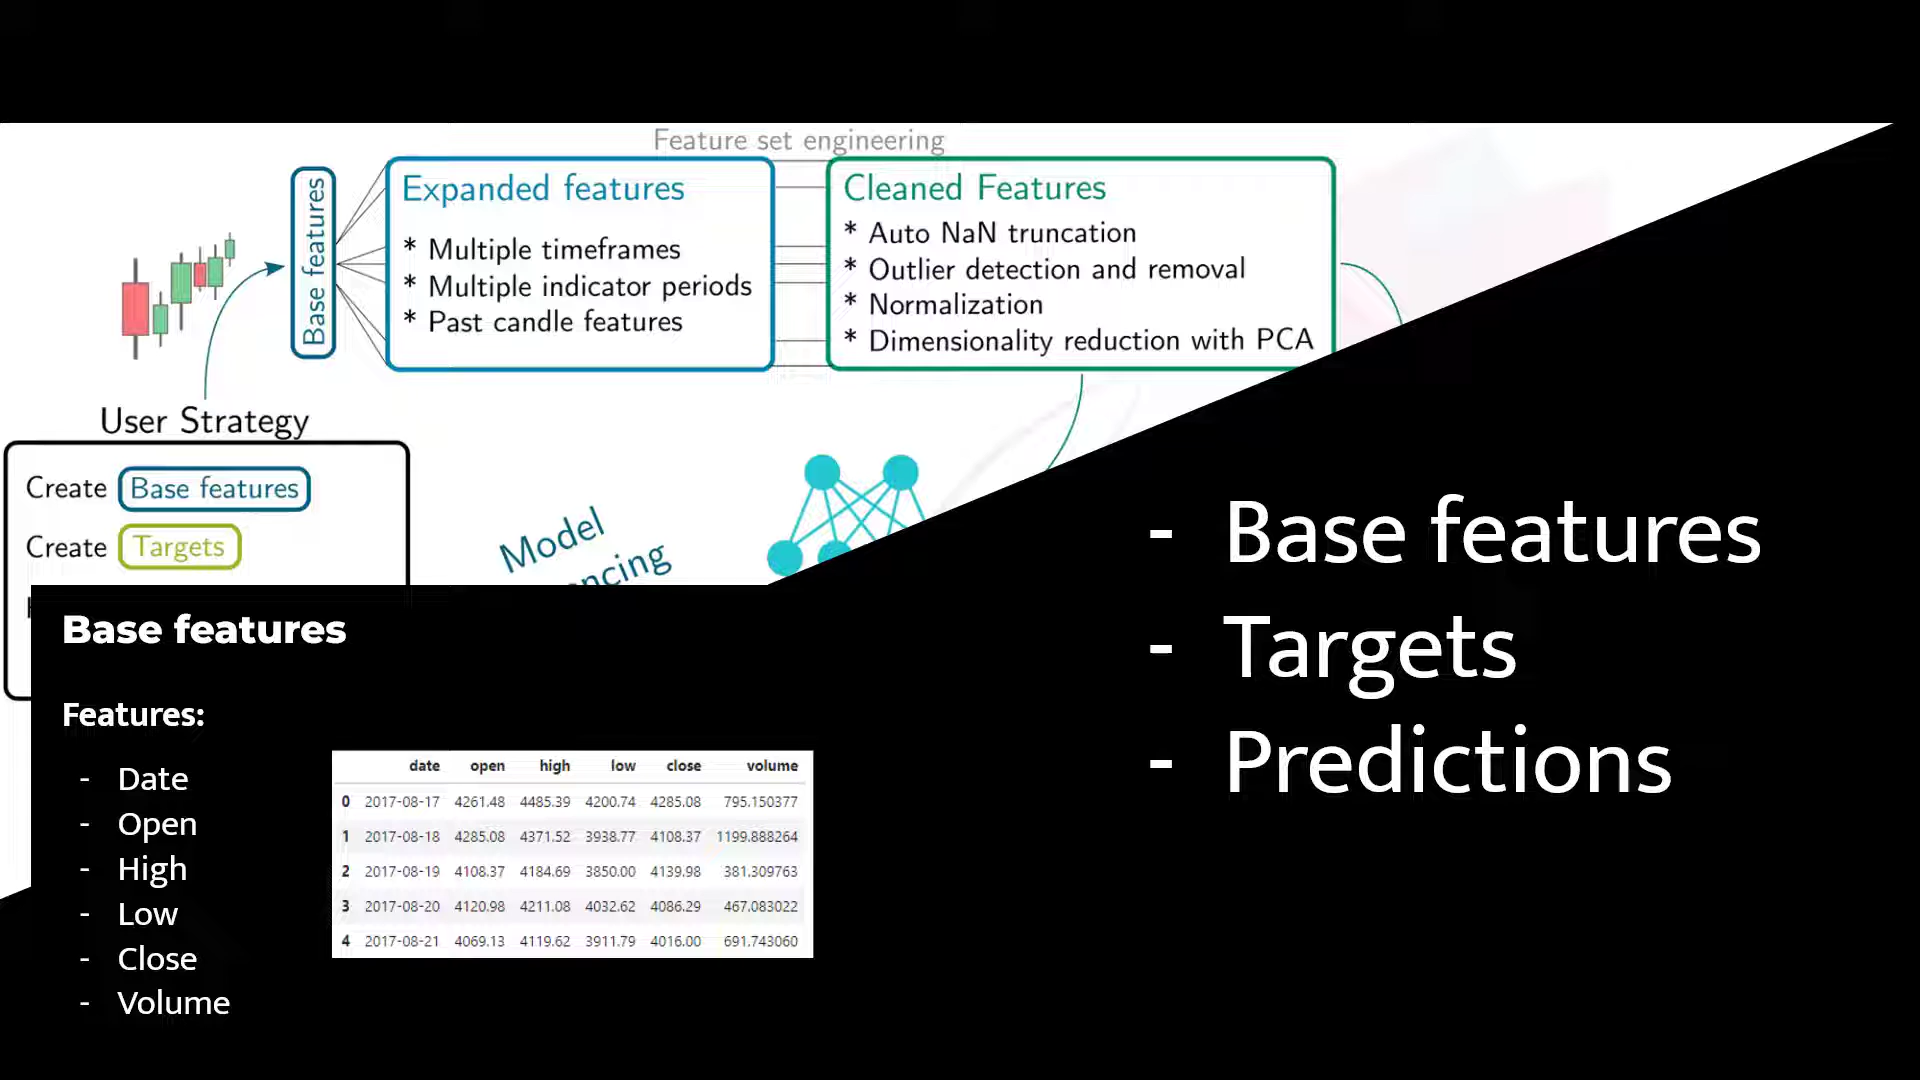 Feature set engineering
Base features
Expanded features
* Multiple timeframes
* Multiple indicator periods
* Past candle features
Cleaned Features
* Auto NaN truncation
* Outlier detection and removal
* Normalization
* Dimensionality reduction with PCA
User Strategy
Create Base features
Create Targets
Model
- Base features
- Targets
- Predictions
Base features
Features:
- Date
- Open
- High
- Low
- Close
- Volume
date open high low close volume
0 2017-08-17 4261.48 4485.39 4200.74 4285.08 795.150377
1 2017-08-18 4285.08 4371.52 3938.77 4108.37 1199.888264
2 2017-08-19 4108.37 4184.69 3850.00 4139.98 381.309763
3 2017-08-20 4120.98 4211.08 4032.62 4086.29 467.083022
4 2017-08-21 4069.13 4119.62 3911.79 4016.00 691.743060